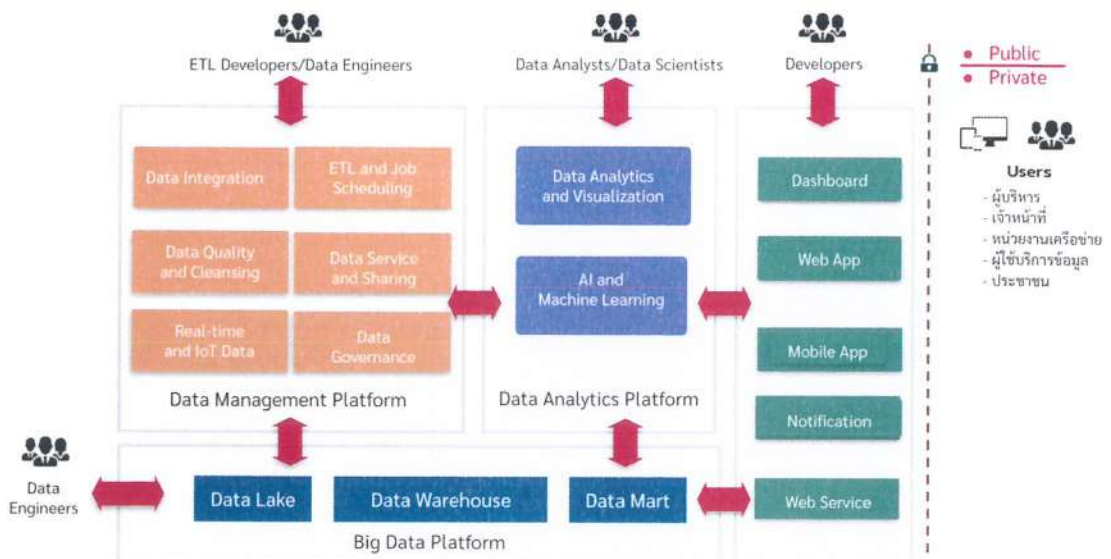 ETL Developers/Data Engineers
Data Analysts/Data Scientists
Developers
• Public
• Private
Data Integration
ETL and Job
Scheduling
Data Quality
and Cleansing
Data Service
and Sharing
Real-time
and IoT Data
Data
Governance
Data Management Platform
Data Analytics
and Visualization
AI and
Machine Learning
Data Analytics Platform
Dashboard
Web App
Mobile App
Notification
Web Service
Users
- ผู้บริหาร
- เจ้าหน้าที่
- หน่วยงานเครือข่าย
- ผู้ใช้บริการข้อมูล
- ประชาชน
Data
Engineers
Data Lake
Data Warehouse
Data Mart
Big Data Platform